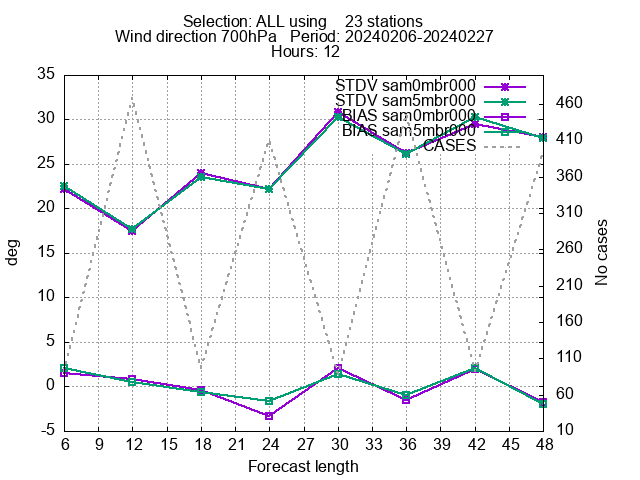 Selection: ALL using    23 stations
Wind direction 700hPa   Period: 20240206-20240227
Hours: 12
35
30
25
20
15
10
5
0
-5
deg
STDV sam0mbr000
STDV sam5mbr000
BIAS sam0mbr000
BIAS sam5mbr000
CASES
460
410
360
310
260
210
160
110
60
10
No cases
6 9 12 15 18 21 24 27 30 33 36 39 42 45 48
Forecast length